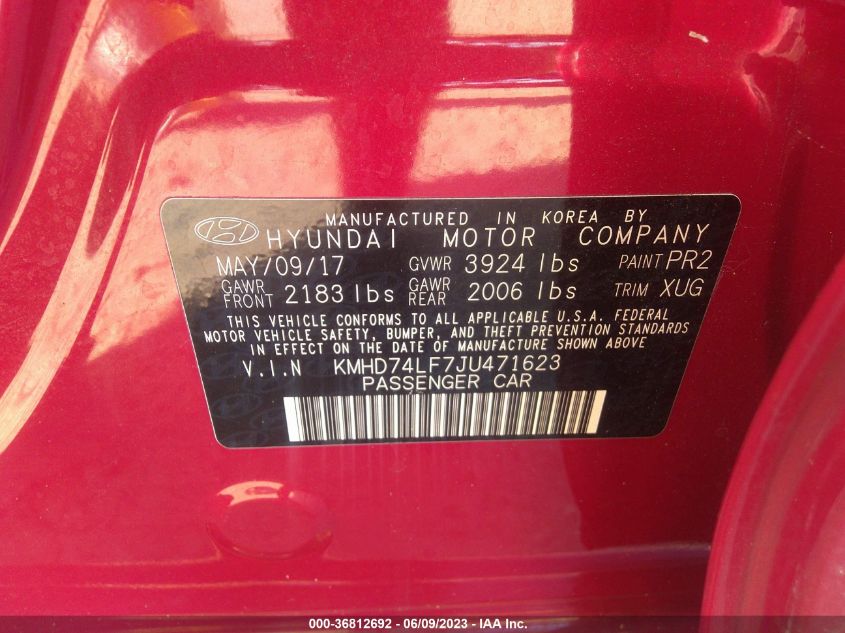 MANUFACTURED IN KOREA BY
HYUNDAI MOTOR COMPANY
MAY/09/17 GVWR 3924 lbs PAINT PR2
GAWR FRONT 2183 lbs GAWR REAR 2006 lbs TRIM XUG
THIS VEHICLE CONFORMS TO ALL APPLICABLE U.S.A. FEDERAL
MOTOR VEHICLE SAFETY, BUMPER, AND THEFT PREVENTION STANDARDS
IN EFFECT ON THE DATE OF MANUFACTURE SHOWN ABOVE
V.I.N KMHD74LF7JU471623
PASSENGER CAR
000-36812692 - 06/09/2023 - IAA Inc.